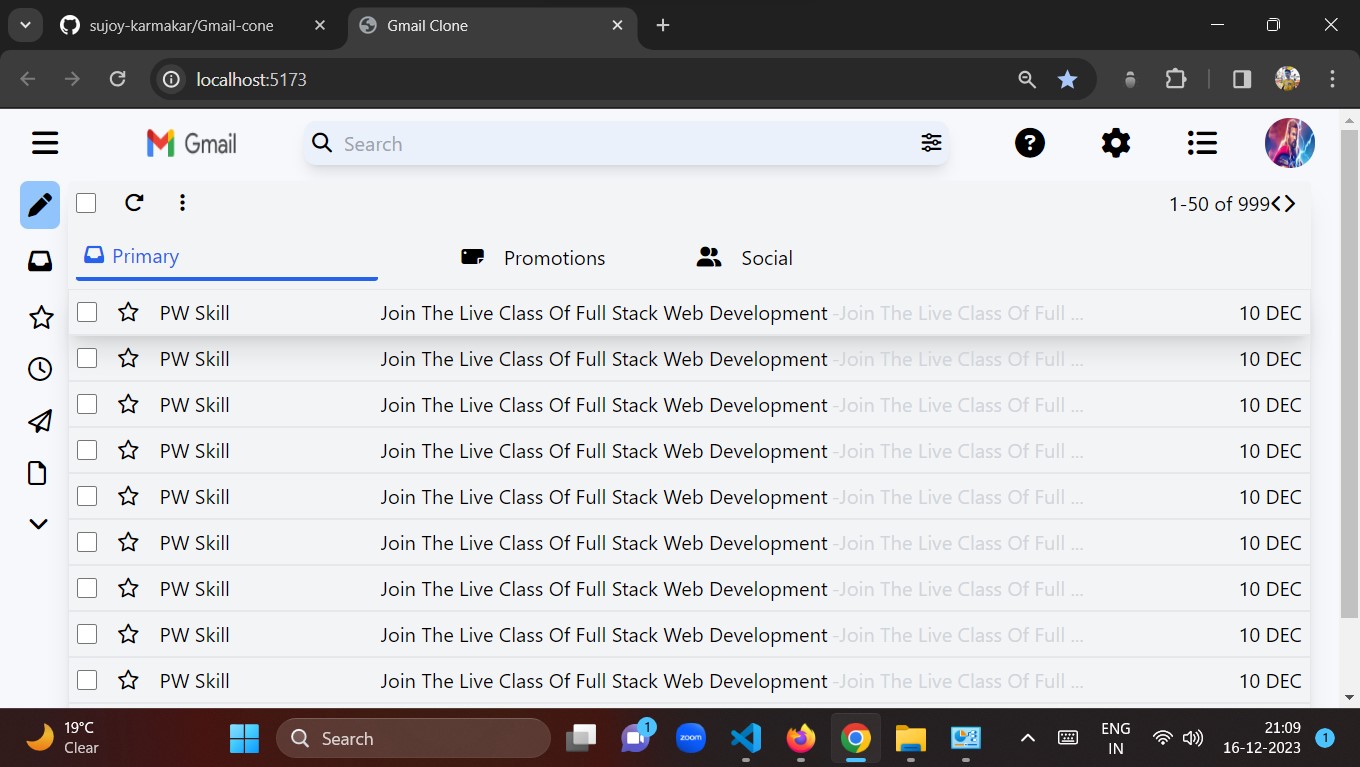 sujoy-karmakar/Gmail-cone
Gmail Clone
localhost:5173
Gmail
Search
1-50 of 999
Primary
Promotions
Social
PW Skill Join The Live Class Of Full Stack Web Development -Join The Live Class Of Full ... 10 DEC
PW Skill Join The Live Class Of Full Stack Web Development -Join The Live Class Of Full ... 10 DEC
PW Skill Join The Live Class Of Full Stack Web Development -Join The Live Class Of Full ... 10 DEC
PW Skill Join The Live Class Of Full Stack Web Development -Join The Live Class Of Full ... 10 DEC
PW Skill Join The Live Class Of Full Stack Web Development -Join The Live Class Of Full ... 10 DEC
PW Skill Join The Live Class Of Full Stack Web Development -Join The Live Class Of Full ... 10 DEC
PW Skill Join The Live Class Of Full Stack Web Development -Join The Live Class Of Full ... 10 DEC
PW Skill Join The Live Class Of Full Stack Web Development -Join The Live Class Of Full ... 10 DEC
PW Skill Join The Live Class Of Full Stack Web Development -Join The Live Class Of Full ... 10 DEC
19°C
Clear
Search
1
zoom
ENG
IN
21:09
16-12-2023
1